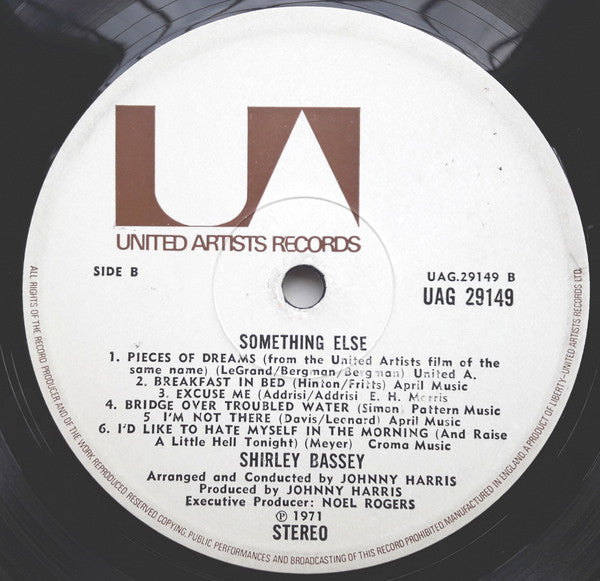 UA
UNITED ARTISTS RECORDS
SIDE B
UAG.29149 B
UAG 29149
SOMETHING ELSE
1. PIECES OF DREAMS (from the United Artists film of the
same name) (LeGrand/Bergman/Bergman) United A.
2. BREAKFAST IN BED (Hinton/Fritts) April Music
3. EXCUSE ME (Addrisi/Addrisi E. H. Morris
4. BRIDGE OVER TROUBLED WATER (Simon) Pattern Music
5 I'M NOT THERE (Davis/Leenard) April Music
6. I'D LIKE TO HATE MYSELF IN THE MORNING (And Raise
A Little Hell Tonight) (Meyer) Croma Music
SHIRLEY BASSEY
Arranged and Conducted by JOHNNY HARRIS
Produced by JOHNNY HARRIS
Executive Producer: NOEL ROGERS
℗ 1971
STEREO
ALL RIGHTS OF THE RECORD PRODUCER AND OF THE OWNER OF THE WORK REPRODUCED RESERVED. COPYING, PUBLIC PERFORMANCES AND BROADCASTING OF THIS RECORD PROHIBITED. MANUFACTURED IN ENGLAND. A PRODUCT OF LIBERTY-UNITED ARTISTS RECORDS LTD.